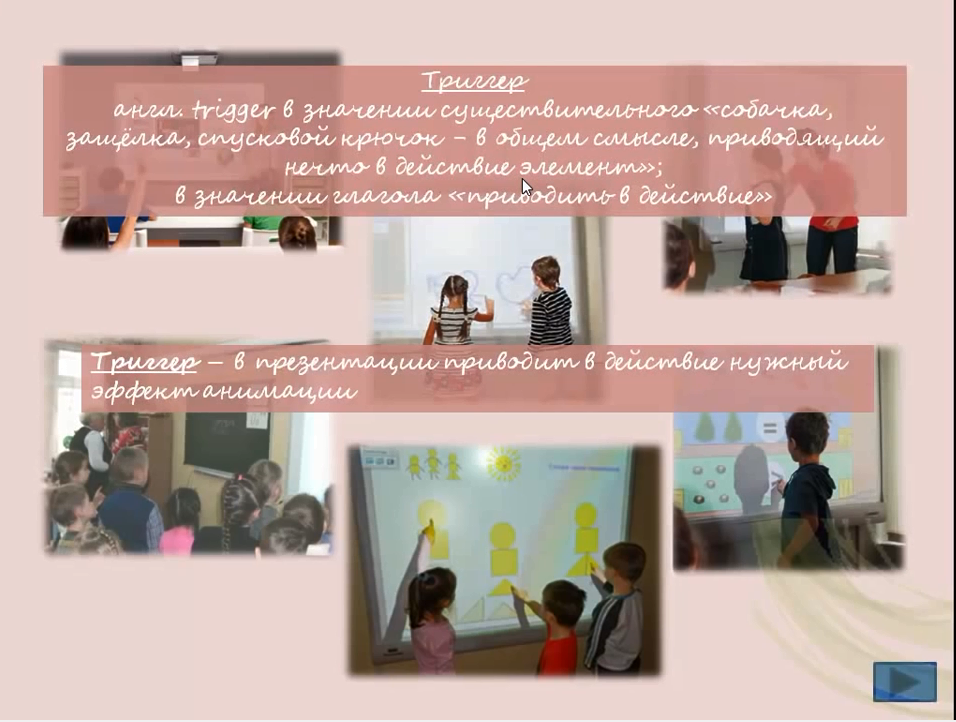 Триггер
англ. trigger в значении существительного «собачка,
защёлка, спусковой крючок – в общем смысле, приводящий
нечто в действие элемент»;
в значении глагола «приводить в действие»
Триггер – в презентации приводит в действие нужный
эффект анимации
=